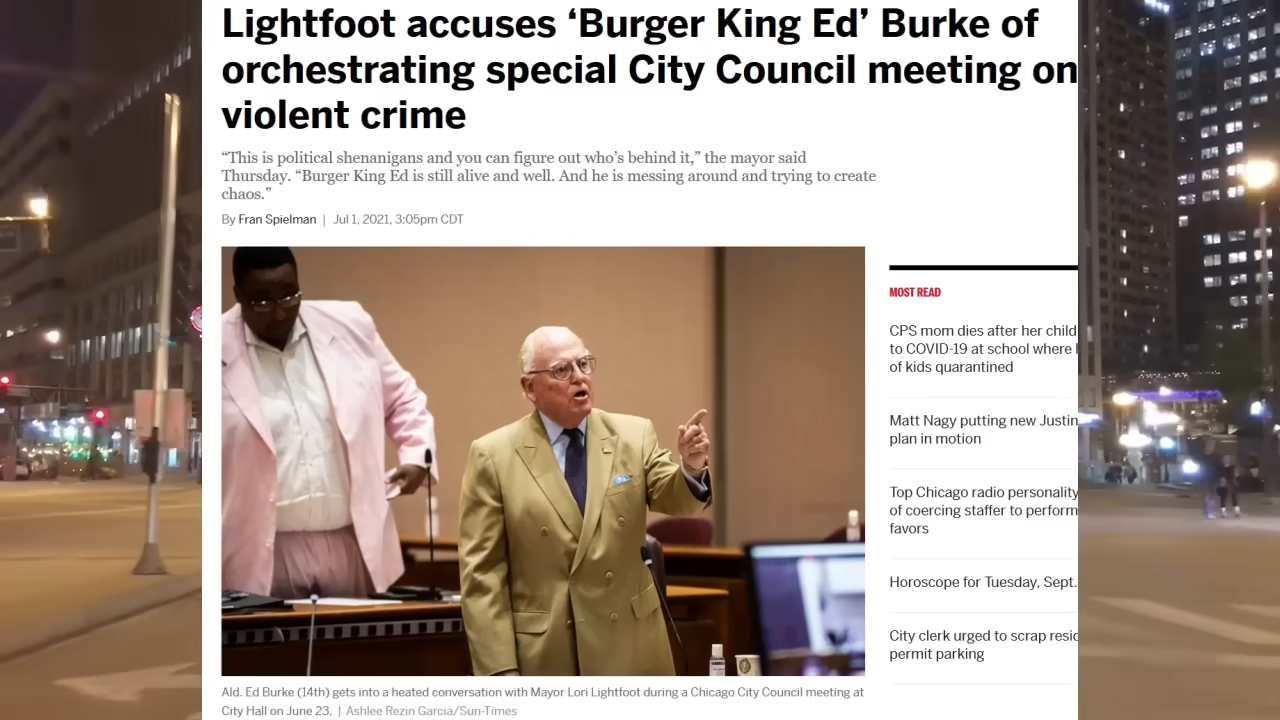 Lightfoot accuses ‘Burger King Ed’ Burke of
orchestrating special City Council meeting on
violent crime
“This is political shenanigans and you can figure out who’s behind it,” the mayor said
Thursday. “Burger King Ed is still alive and well. And he is messing around and trying to create
chaos.”
By Fran Spielman | Jul 1, 2021, 3:05pm CDT
MOST READ
CPS mom dies after her child
to COVID-19 at school where
of kids quarantined
Matt Nagy putting new Justin
plan in motion
Top Chicago radio personality
of coercing staffer to perform
favors
Horoscope for Tuesday, Sept.
City clerk urged to scrap
permit parking
Ald. Ed Burke (14th) gets into a heated conversation with Mayor Lori Lightfoot during a Chicago City Council meeting at
City Hall on June 23. | Ashlee Rezin Garcia/Sun-Times